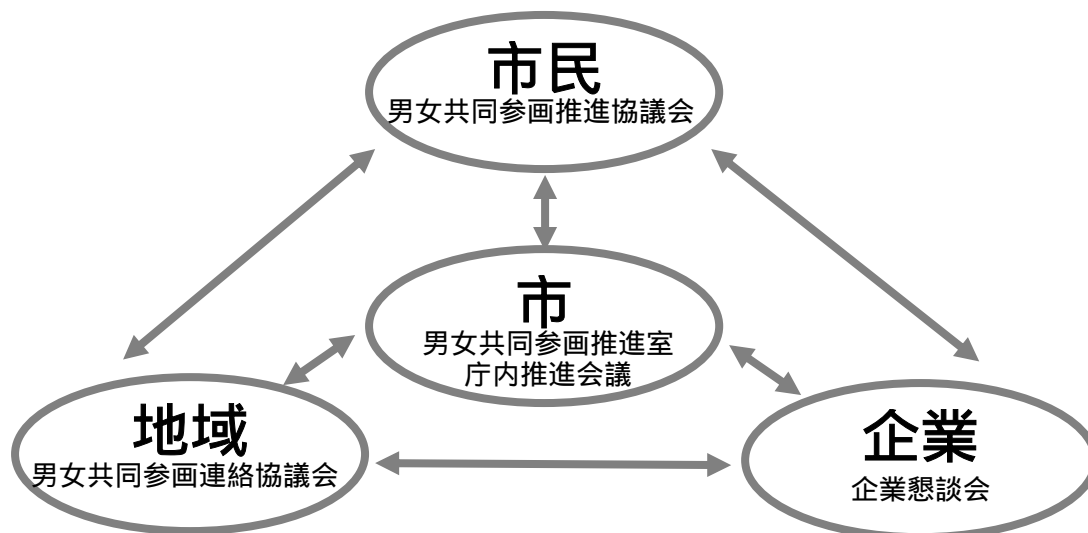 市民
男女共同参画推進協議会
市
男女共同参画推進室
庁内推進会議
地域
男女共同参画連絡協議会
企業
企業懇談会